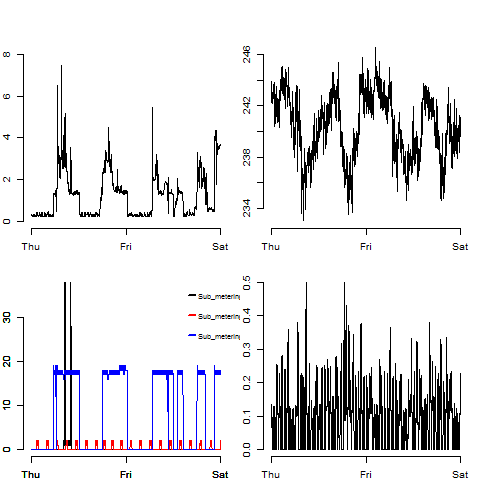 8
6
4
2
0
Thu Fri Sat
246
242
238
234
Thu Fri Sat
30
20
10
0
Sub_metering
Sub_metering
Sub_metering
Thu Fri Sat
0.5
0.4
0.3
0.2
0.1
0.0
Thu Fri Sat